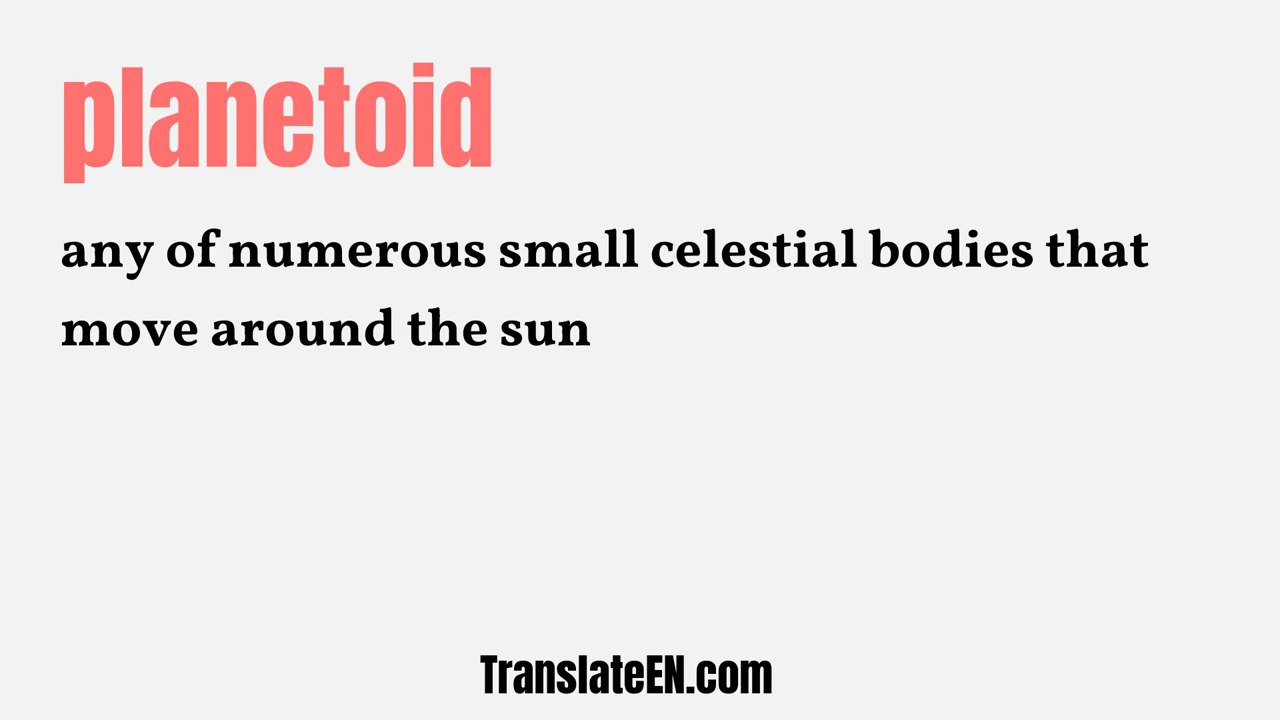 planetoid
any of numerous small celestial bodies that
move around the sun
TranslateEN.com